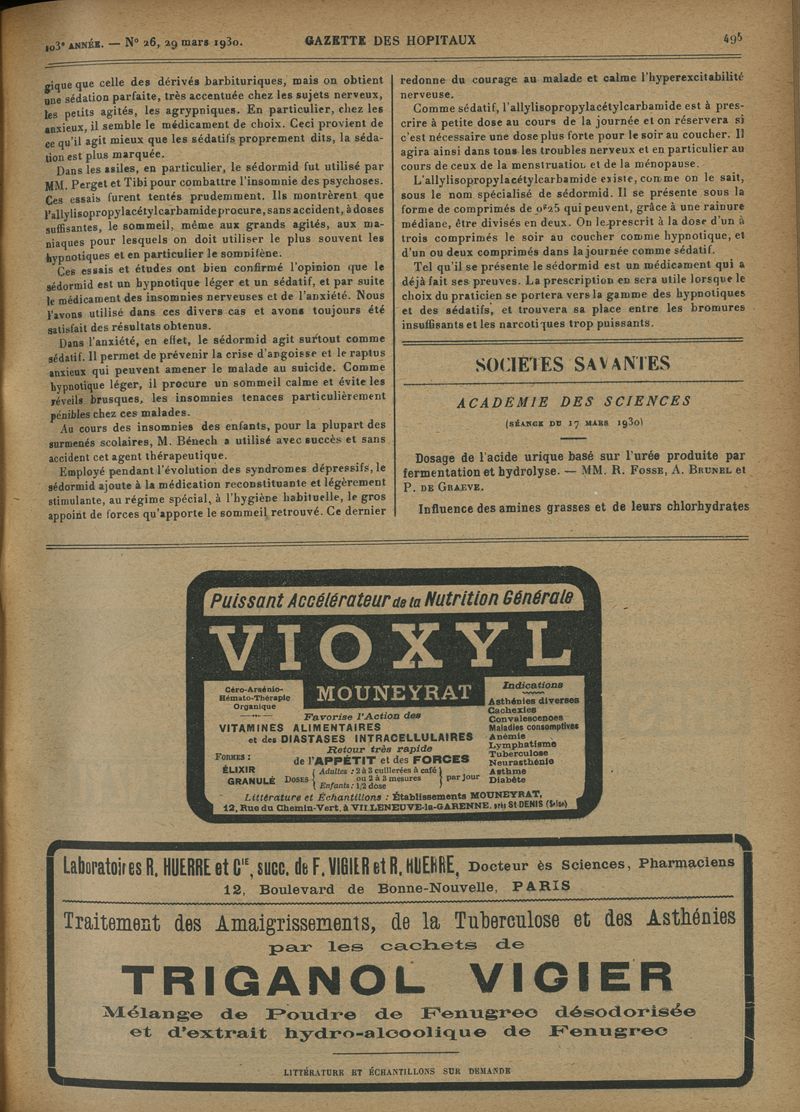 103e ANNÉE. — No 26, 29 mars 1930.
GAZETTE DES HOPITAUX
495
gique que celle des dérivés barbituriques, mais on obtient
une sédation parfaite, très accentuée chez les sujets nerveux,
les petits agités, les agrypniques. En particulier, chez les
anxieux, il semble le médicament de choix. Ceci provient de
ce qu'il agit mieux que les sédatifs proprement dits, la séda-
tion est plus marquée.
Dans les asiles, en particulier, le sédormid fut utilisé par
MM. Perget et Tibi pour combattre l'insomnie des psychoses.
Ces essais furent tentés prudemment. Ils montrèrent que
l'allylisopropylacétylcarbamide procure, sans accident, à doses
suffisantes, le sommeil, même aux grands agités, aux ma-
niaques pour lesquels on doit utiliser le plus souvent les
hypnotiques et en particulier le somnifène.
Ces essais et études ont bien confirmé l'opinion que le
sédormid est un hypnotique léger et un sédatif, et par suite
le médicament des insomnies nerveuses et de l'anxiété. Nous
l'avons utilisé dans ces divers cas et avons toujours été
satisfait des résultats obtenus.
Dans l'anxiété, en effet, le sédormid agit surtout comme
sédatif. Il permet de prévenir la crise d'angoisse et le raptus
anxieux qui peuvent amener le malade au suicide. Comme
hypnotique léger, il procure un sommeil calme et évite les
réveils brusques, les insomnies tenaces particulièrement
pénibles chez ces malades.
Au cours des insomnies des enfants, pour la plupart des
surmenés scolaires, M. Bénech a utilisé avec succès et sans
accident cet agent thérapeutique.
Employé pendant l'évolution des syndromes dépressifs, le
sédormid ajoute à la médication reconstituante et légèrement
stimulante, au régime spécial, à l'hygiène habituelle, le gros
appoint de forces qu'apporte le sommeil retrouvé. Ce dernier
redonne du courage au malade et calme l'hyperexcitabilité
nerveuse.
Comme sédatif, l'allylisopropylacétylcarbamide est à pres-
crire à petite dose au cours de la journée et on réservera si
c'est nécessaire une dose plus forte pour le soir au coucher. Il
agira ainsi dans tous les troubles nerveux et en particulier au
cours de ceux de la menstruation et de la ménopause.
L'allylisopropylacétylcarbamide existe, comme on le sait,
sous le nom spécialisé de sédormid. Il se présente sous la
forme de comprimés de 0g25 qui peuvent, grâce à une rainure
médiane, être divisés en deux. On le prescrit à la dose d'un à
trois comprimés le soir au coucher comme hypnotique, et
d'un ou deux comprimés dans la journée comme sédatif.
Tel qu'il se présente le sédormid est un médicament qui a
déjà fait ses preuves. La prescription en sera utile lorsque le
choix du praticien se portera vers la gamme des hypnotiques
et des sédatifs, et trouvera sa place entre les bromures
insuffisants et les narcotiques trop puissants.
SOCIETES SAVANTES
ACADEMIE DES SCIENCES
(SÉANCE DU 17 MARS 1930)
Dosage de l'acide urique basé sur l'urée produite par
fermentation et hydrolyse. — MM. R. FOSSE, A. BRUNEL et
P. DE GRAEVE.
Influence des amines grasses et de leurs chlorhydrates
Puissant Accélérateur de la Nutrition Générale
VIOXYL
MOUNEYRAT
Céro-Arsénio-
Hémato-Thérapie
Organique
Favorise l'Action des
VITAMINES ALIMENTAIRES
et des DIASTASES INTRACELLULAIRES
Retour très rapide
de l'APPÉTIT et des FORCES
FORMES :
ÉLIXIR
GRANULÉ
DOSES
Adultes : 2 à 3 cuillerées à café
ou 2 à 3 mesures
Enfants : 1/2 dose
par jour
Indications
Asthénies diverses
Cachexies
Convalescences
Maladies consomptives
Anémie
Lymphatisme
Tuberculose
Neurasthénie
Asthme
Diabète
Littérature et Échantillons : Établissements MOUNEYRAT,
12, Rue du Chemin-Vert, à VILLENEUVE-la-GARENNE, près St-DENIS (Seine)
Laboratoires R. HUERRE et Cie, succ. de F. VIGIER et R. HUERRE, Docteur ès Sciences, Pharmaciens
12, Boulevard de Bonne-Nouvelle, PARIS
Traitement des Amaigrissements, de la Tuberculose et des Asthénies
par les cachets de
TRIGANOL VIGIER
Mélange de Poudre de Fenugrec désodorisée
et d'extrait hydro-alcoolique de Fenugrec
LITTÉRATURE ET ÉCHANTILLONS SUR DEMANDE